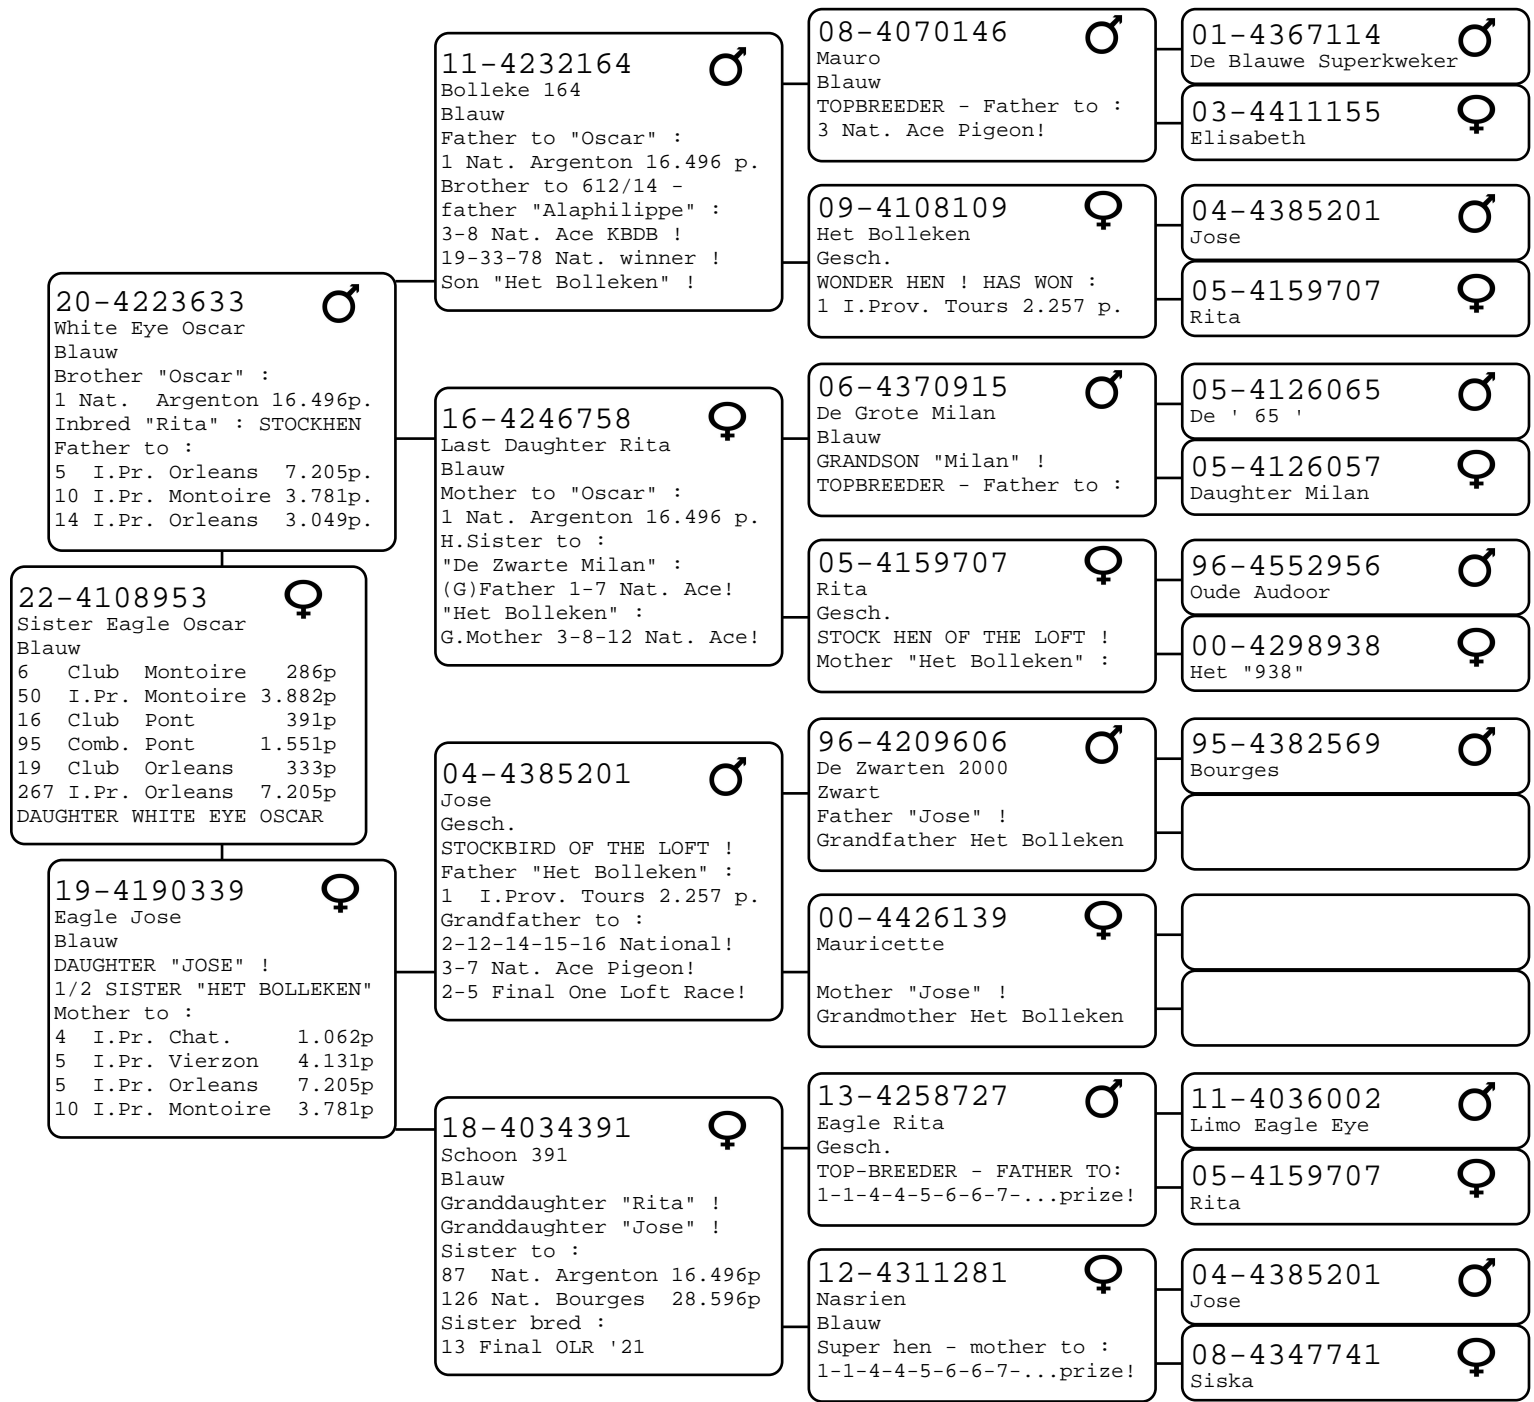 22-4108953
Sister Eagle Oscar
Blauw
6   Club  Montoire   286p
50  I.Pr. Montoire 3.882p
16  Club  Pont       391p
95  Comb. Pont     1.551p
19  Club  Orleans    333p
267 I.Pr. Orleans  7.205p
DAUGHTER WHITE EYE OSCAR
20-4223633
White Eye Oscar
Blauw
Brother "Oscar" :
1 Nat.  Argenton 16.496p.
Inbred "Rita" : STOCKHEN
Father to :
5  I.Pr. Orleans  7.205p.
10 I.Pr. Montoire 3.781p.
14 I.Pr. Orleans  3.049p.
19-4190339
Eagle Jose
Blauw
DAUGHTER "JOSE" !
1/2 SISTER "HET BOLLEKEN"
Mother to :
4  I.Pr. Chat.     1.062p
5  I.Pr. Vierzon   4.131p
5  I.Pr. Orleans   7.205p
10 I.Pr. Montoire  3.781p
11-4232164
Bolleke 164
Blauw
Father to "Oscar" :
1 Nat. Argenton 16.496 p.
Brother to 612/14 -
father "Alaphilippe" :
3-8 Nat. Ace KBDB !
19-33-78 Nat. winner !
Son "Het Bolleken" !
16-4246758
Last Daughter Rita
Blauw
Mother to "Oscar" :
1 Nat. Argenton 16.496 p.
H.Sister to :
"De Zwarte Milan" :
(G)Father 1-7 Nat. Ace!
"Het Bolleken" :
G.Mother 3-8-12 Nat. Ace!
04-4385201
Jose
Gesch.
STOCKBIRD OF THE LOFT !
Father "Het Bolleken" :
1  I.Prov. Tours 2.257 p.
Grandfather to :
2-12-14-15-16 National!
3-7 Nat. Ace Pigeon!
2-5 Final One Loft Race!
18-4034391
Schoon 391
Blauw
Granddaughter "Rita" !
Granddaughter "Jose" !
Sister to :
87  Nat. Argenton 16.496p
126 Nat. Bourges  28.596p
Sister bred :
13 Final OLR '21
08-4070146
Mauro
Blauw
TOPBREEDER - Father to :
3 Nat. Ace Pigeon!
09-4108109
Het Bolleken
Gesch.
WONDER HEN ! HAS WON :
1 I.Prov. Tours 2.257 p.
06-4370915
De Grote Milan
Blauw
GRANDSON "Milan" !
TOPBREEDER - Father to :
05-4159707
Rita
Gesch.
STOCK HEN OF THE LOFT !
Mother "Het Bolleken" :
96-4209606
De Zwarten 2000
Zwart
Father "Jose" !
Grandfather Het Bolleken
00-4426139
Mauricette
Mother "Jose" !
Grandmother Het Bolleken
13-4258727
Eagle Rita
Gesch.
TOP-BREEDER - FATHER TO:
1-1-4-4-5-6-6-7-...prize!
12-4311281
Nasrien
Blauw
Super hen - mother to :
1-1-4-4-5-6-6-7-...prize!
01-4367114
De Blauwe Superkweker
03-4411155
Elisabeth
04-4385201
Jose
05-4159707
Rita
05-4126065
De ' 65 '
05-4126057
Daughter Milan
96-4552956
Oude Audoor
00-4298938
Het "938"
95-4382569
Bourges
11-4036002
Limo Eagle Eye
05-4159707
Rita
04-4385201
Jose
08-4347741
Siska